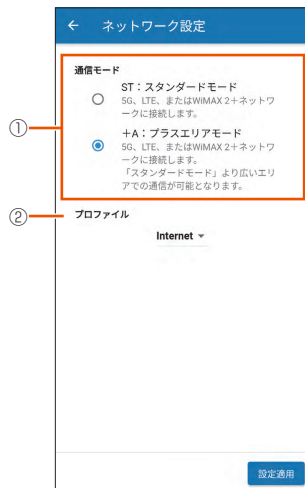 ← ネットワーク設定
通信モード
ST：スタンダードモード
5G、LTE、またはWiMAX 2+ネットワ
ークに接続します。
①
+A：プラスエリアモード
5G、LTE、またはWiMAX 2+ネットワ
ークに接続します。
「スタンダードモード」より広いエリ
アでの通信が可能となります。
② プロファイル
Internet
設定適用